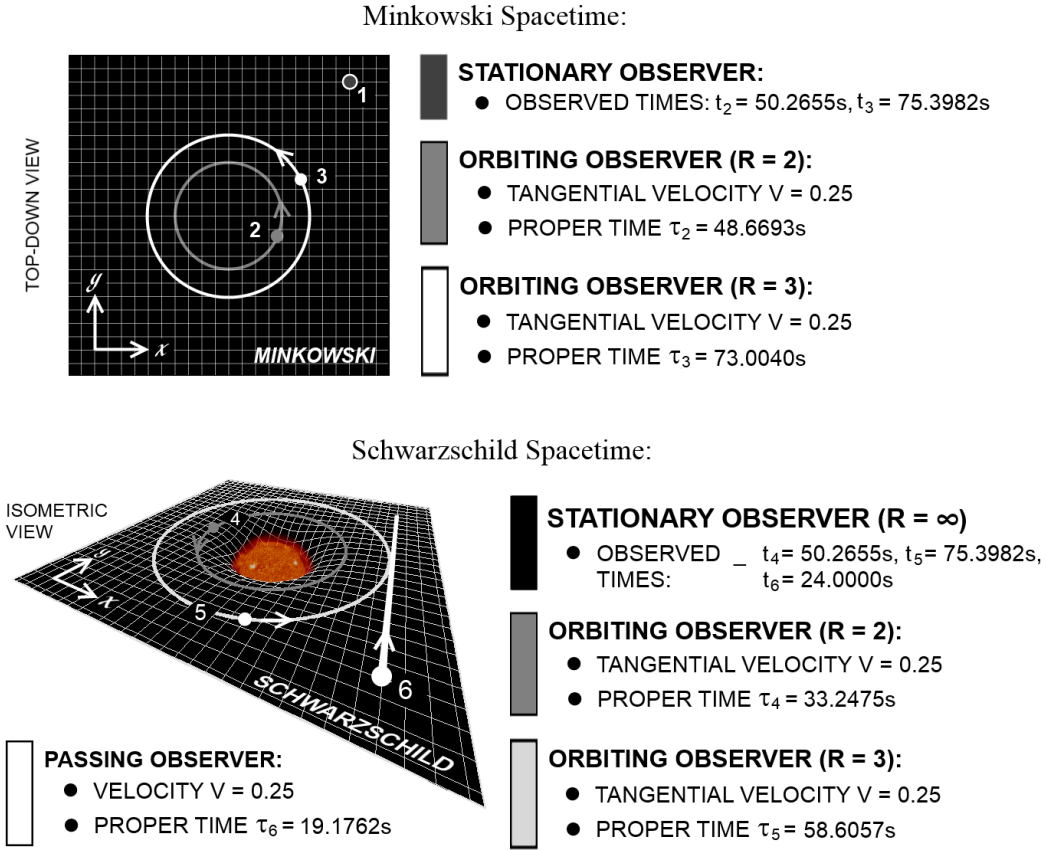 Minkowski Spacetime:
TOP-DOWN VIEW
1
3
2
y
x
MINKOWSKI
STATIONARY OBSERVER:
● OBSERVED TIMES: t₂ = 50.2655s, t₃ = 75.3982s
ORBITING OBSERVER (R = 2):
● TANGENTIAL VELOCITY V = 0.25
● PROPER TIME τ₂ = 48.6693s
ORBITING OBSERVER (R = 3):
● TANGENTIAL VELOCITY V = 0.25
● PROPER TIME τ₃ = 73.0040s
Schwarzschild Spacetime:
ISOMETRIC
VIEW
4
y
x
5
6
SCHWARZSCHILD
STATIONARY OBSERVER (R = ∞)
● OBSERVED _ t₄ = 50.2655s, t₅ = 75.3982s,
TIMES: t₆ = 24.0000s
ORBITING OBSERVER (R = 2):
● TANGENTIAL VELOCITY V = 0.25
● PROPER TIME τ₄ = 33.2475s
PASSING OBSERVER:
● VELOCITY V = 0.25
● PROPER TIME τ₆ = 19.1762s
ORBITING OBSERVER (R = 3):
● TANGENTIAL VELOCITY V = 0.25
● PROPER TIME τ₅ = 58.6057s